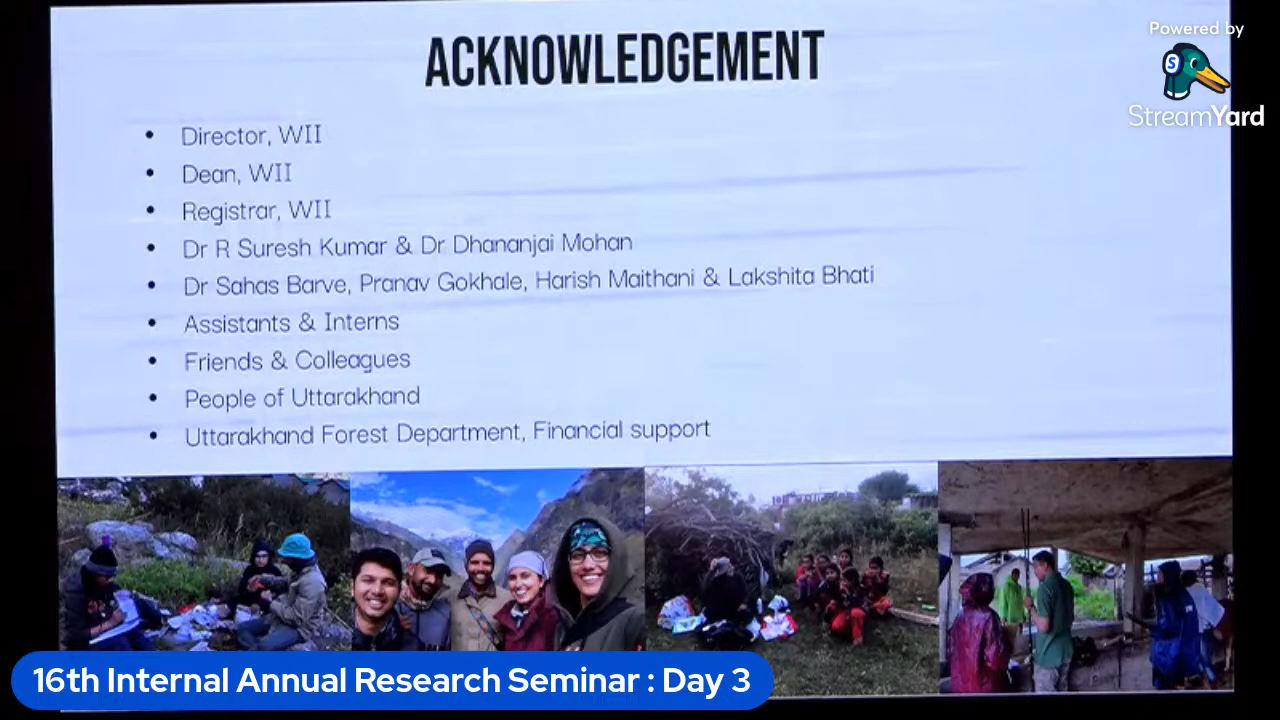 ACKNOWLEDGEMENT
Powered by
StreamYard
• Director, WII
• Dean, WII
• Registrar, WII
• Dr R Suresh Kumar & Dr Dhananjai Mohan
• Dr Sahas Barve, Pranav Gokhale, Harish Maithani & Lakshita Bhati
• Assistants & Interns
• Friends & Colleagues
• People of Uttarakhand
• Uttarakhand Forest Department, Financial support
16th Internal Annual Research Seminar : Day 3